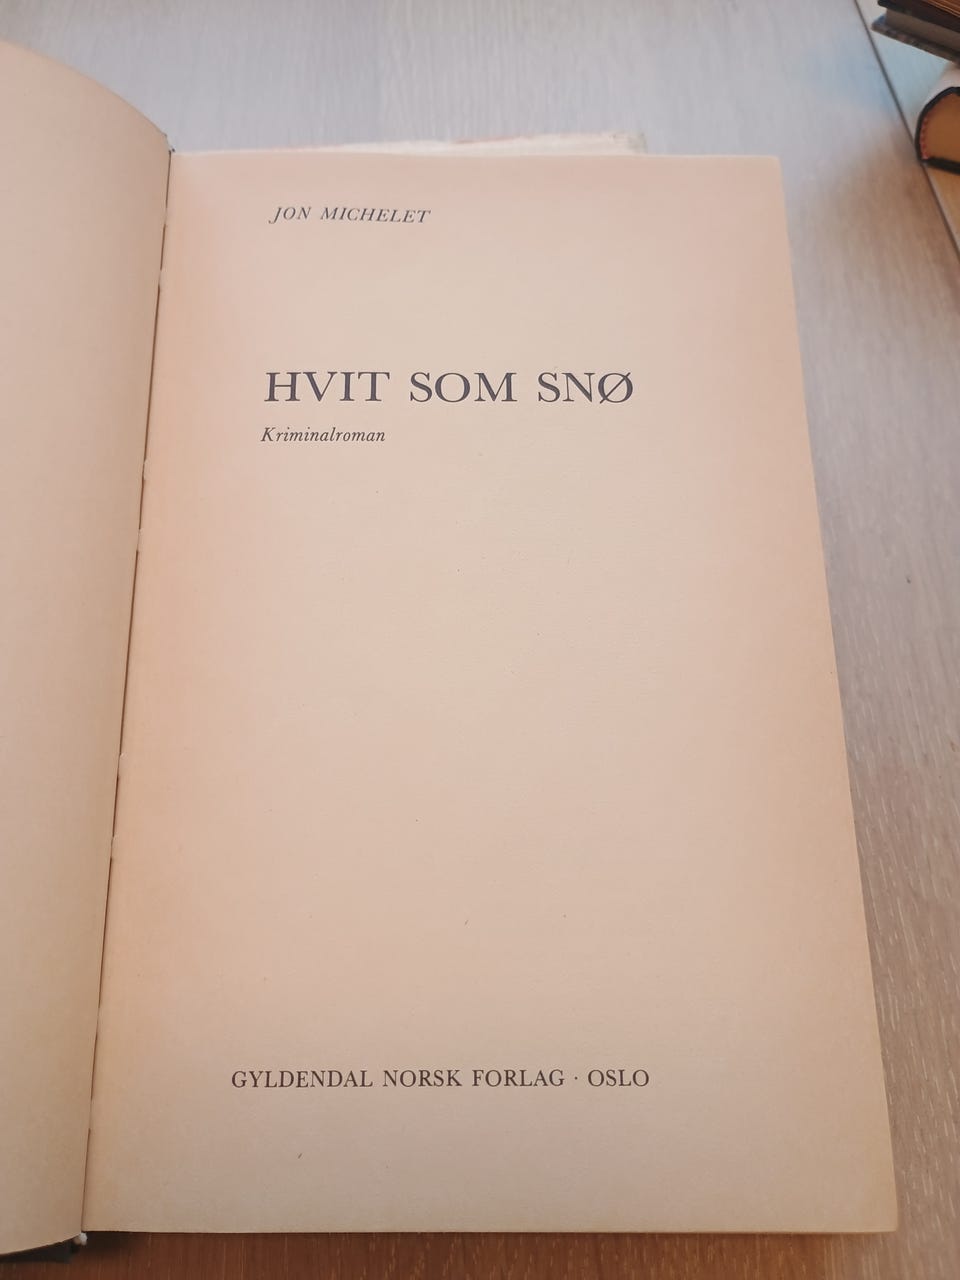 JON MICHELET
HVIT SOM SNØ
Kriminalroman
GYLDENDAL NORSK FORLAG · OSLO